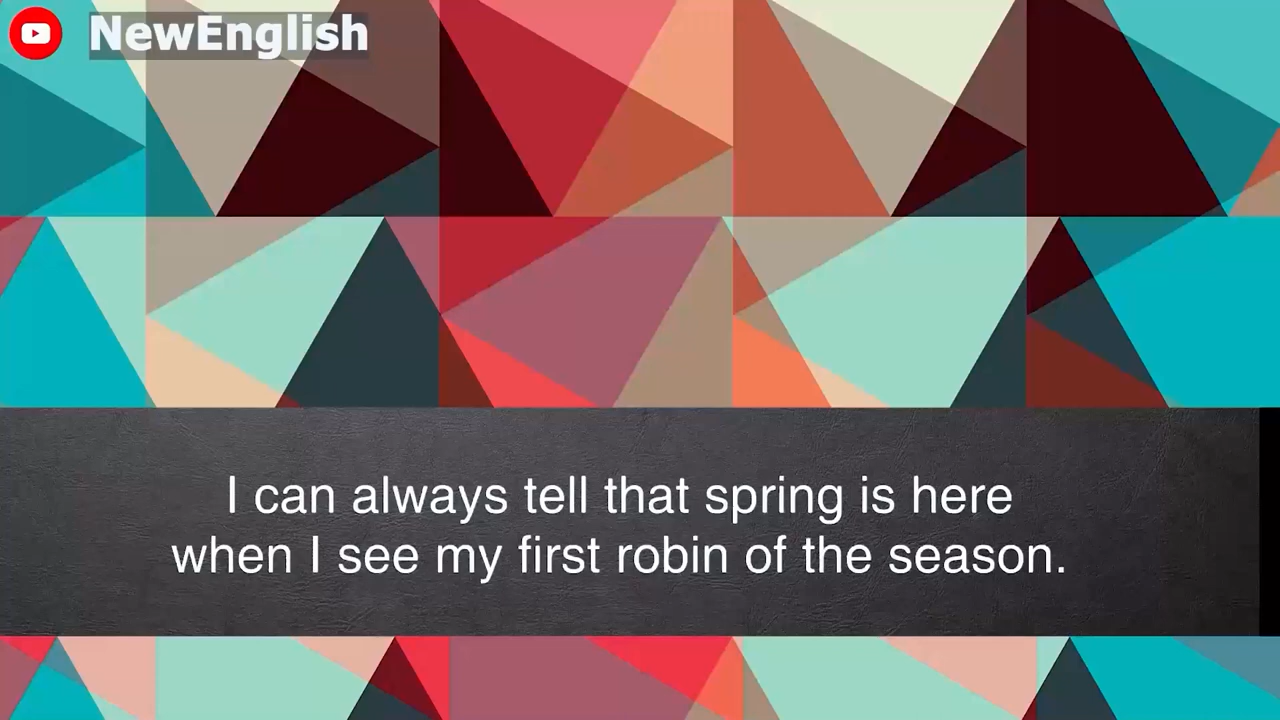 NewEnglish
I can always tell that spring is here
when I see my first robin of the season.